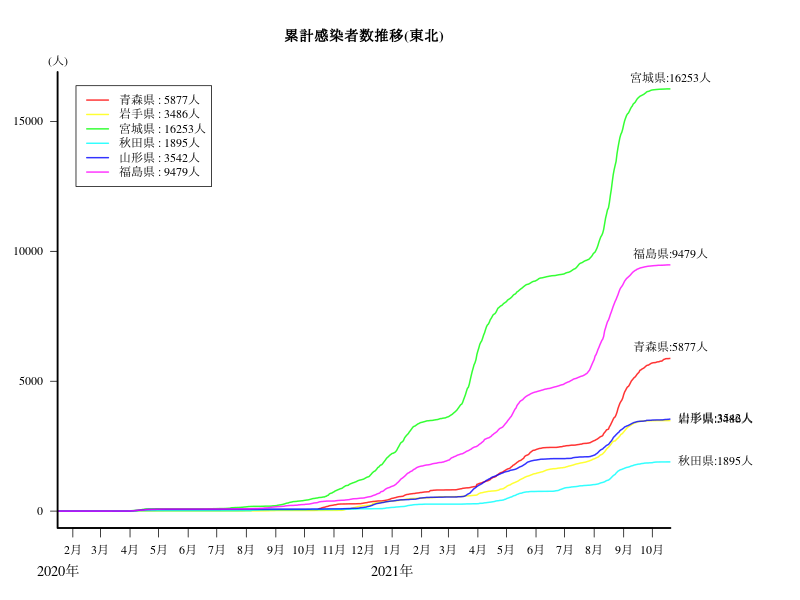 累計感染者数推移(東北)
(人)
青森県 : 5877人
岩手県 : 3486人
宮城県 : 16253人
秋田県 : 1895人
山形県 : 3542人
福島県 : 9479人
宮城県:16253人
福島県:9479人
青森県:5877人
山形県:3542人
秋田県:1895人
15000
10000
5000
0
2月 3月 4月 5月 6月 7月 8月 9月 10月 11月 12月 1月 2月 3月 4月 5月 6月 7月 8月 9月 10月
2020年 2021年